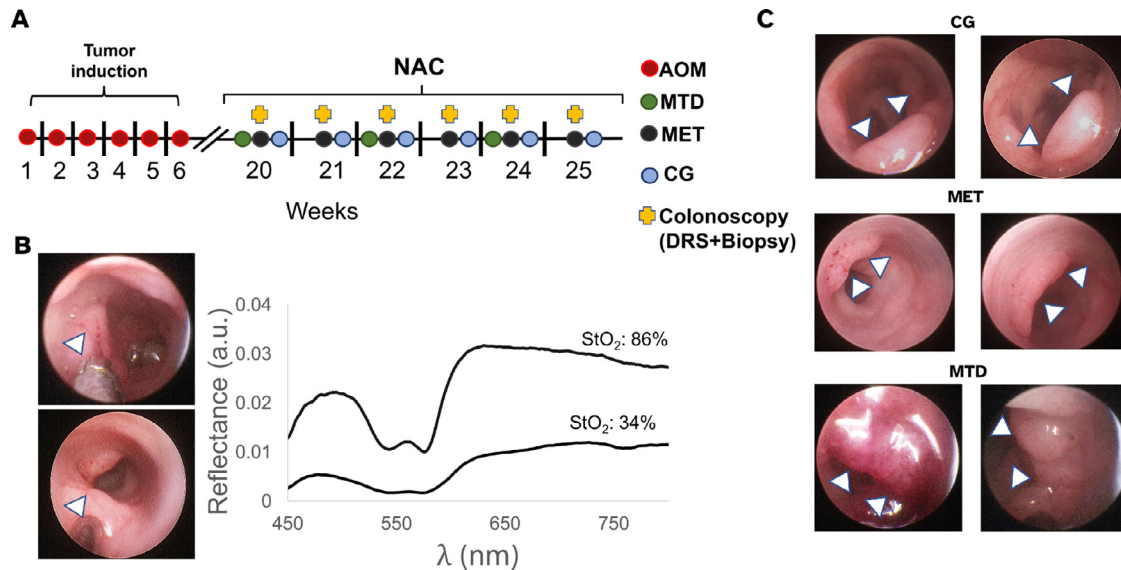 A
Tumor
induction
NAC
1 2 3 4 5 6 20 21 22 23 24 25
Weeks
AOM
MTD
MET
CG
Colonoscopy
(DRS+Biopsy)
B
Reflectance (a.u.)
0.04
0.03
0.02
0.01
0
StO₂: 86%
StO₂: 34%
450 550 650 750
λ (nm)
C
CG
MET
MTD